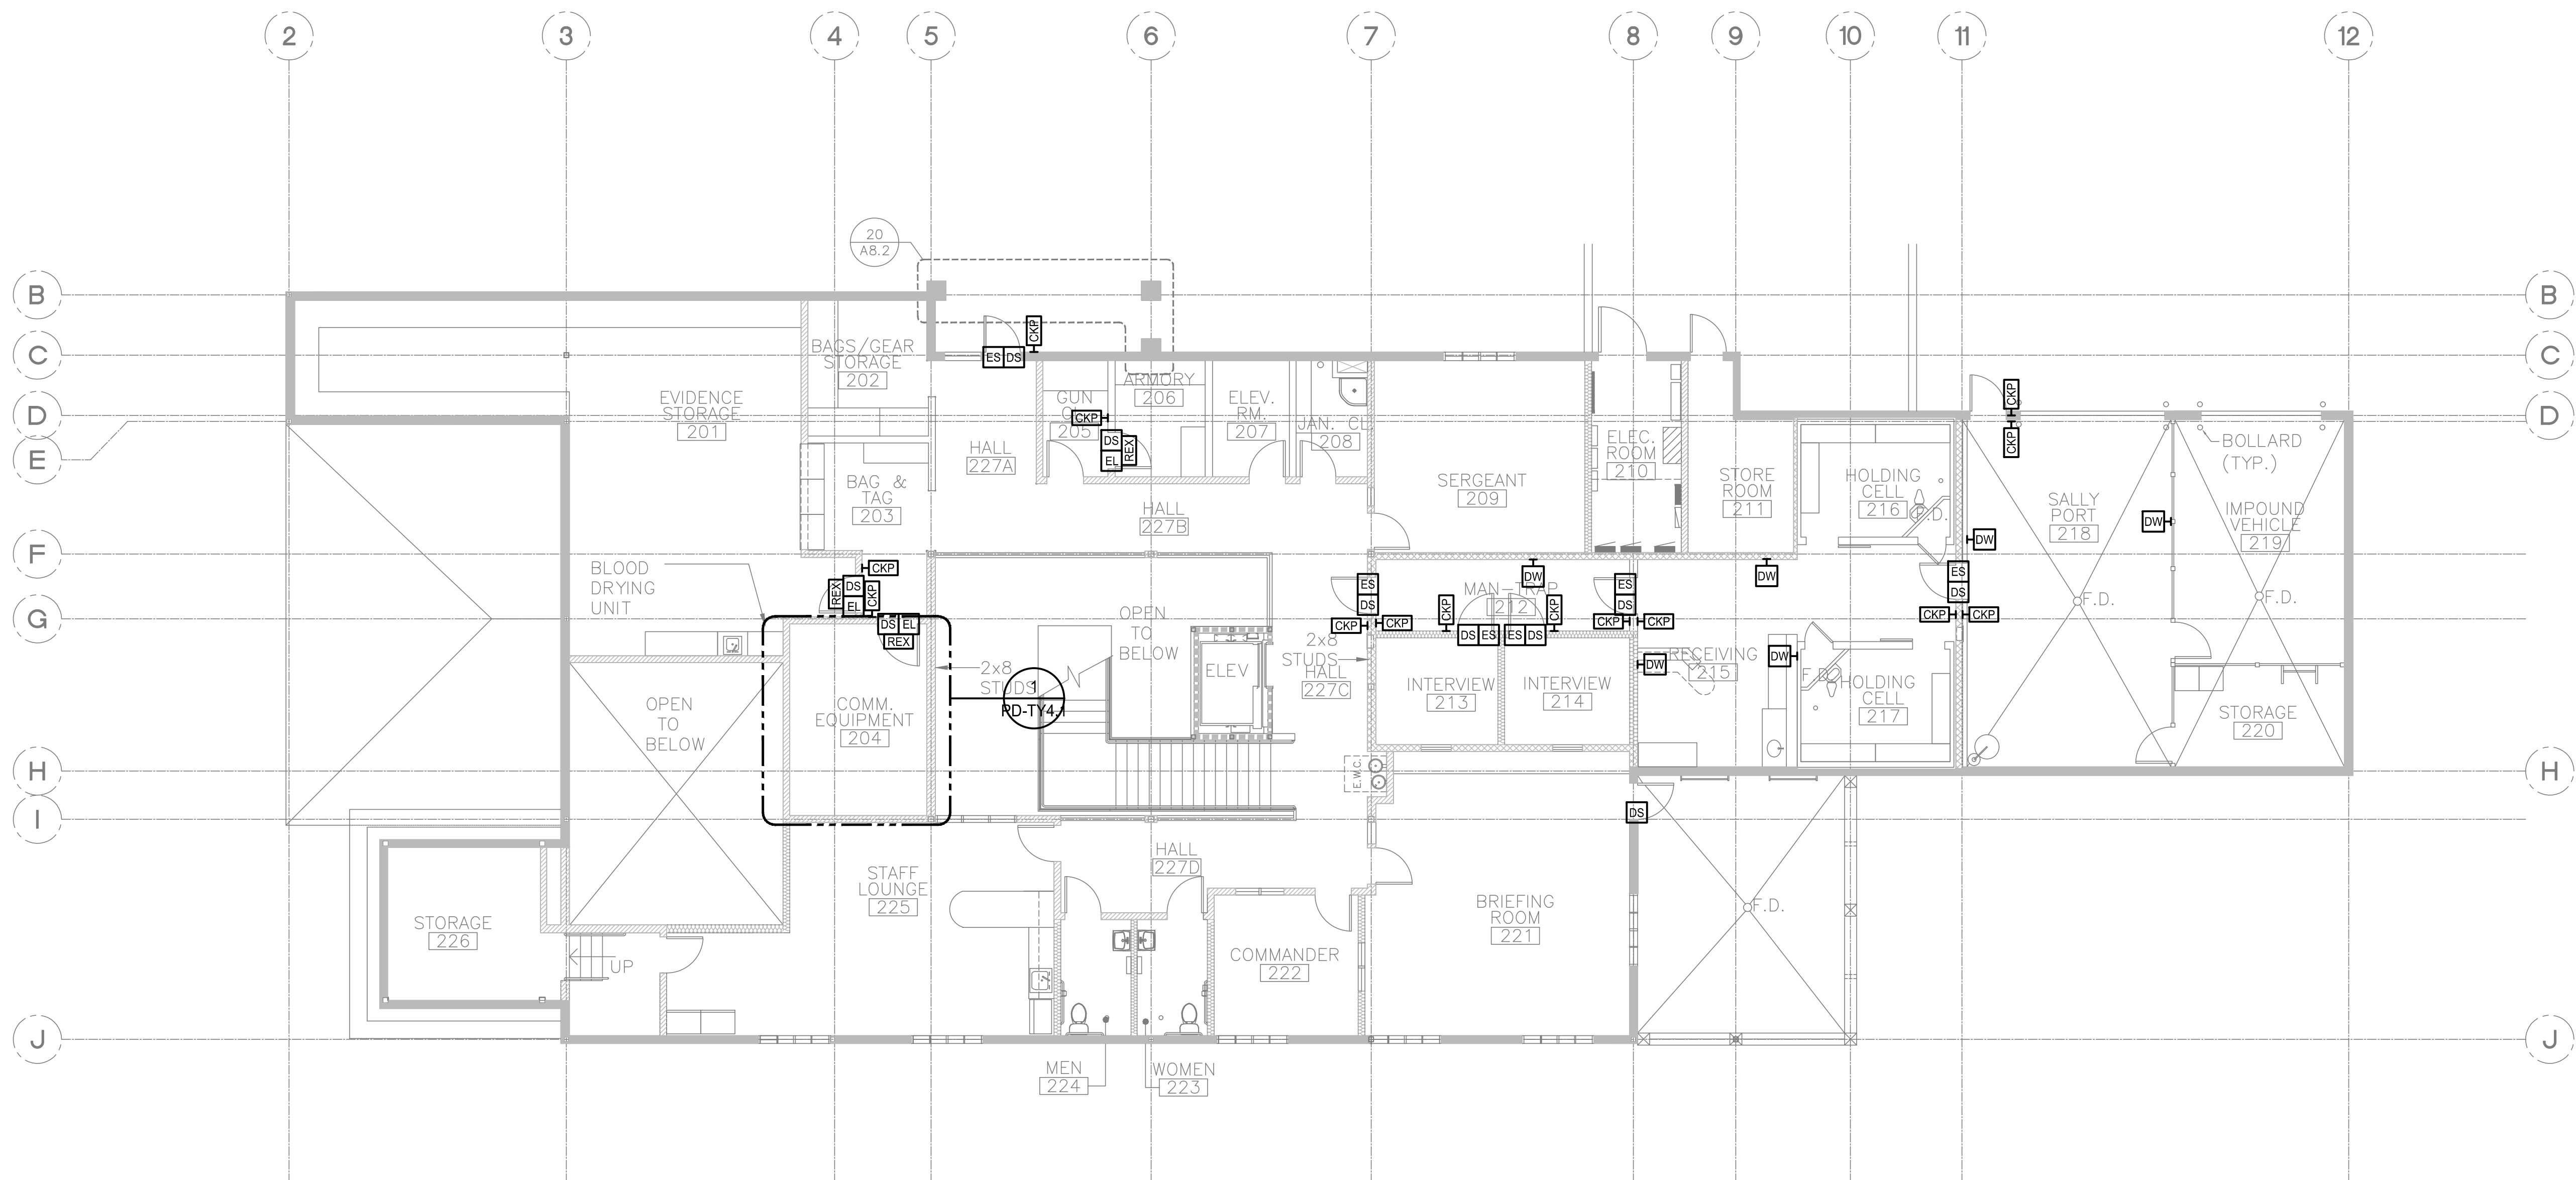 2 3 4 5 6 7 8 9 10 11 12
20
A8.2
B B
C C
D D
E
F
G
H H
I
J J
CKP
ES DS
BAGS/GEAR
STORAGE
202
EVIDENCE
STORAGE
201
GUN
205
ARMORY
206
CKP
DS
EL
REX
ELEV.
RM.
207
JAN. CL
208
HALL
227A
BAG &
TAG
203
HALL
227B
SERGEANT
209
ELEC.
ROOM
210
STORE
ROOM
211
HOLDING
CELL
216
F.D.
CKP
CKP
SALLY
PORT
218
DW
DW
BOLLARD
(TYP.)
IMPOUND
VEHICLE
219
F.D.
F.D.
BLOOD
DRYING
UNIT
CKP
REX
DS
EL
CKP
DS EL
REX
2x8
STUDS
1
PD-TY4.1
COMM.
EQUIPMENT
204
OPEN
TO
BELOW
OPEN
TO
BELOW
ELEV
2x8
STUDS
HALL
227C
ES
DS
CKP
CKP
MAN-TRAP
212
DW
CKP
DS ES
ES DS
CKP
ES
DS
CKP
CKP
DW
INTERVIEW
213
INTERVIEW
214
DW
RECEIVING
215
DW
F.D.
HOLDING
CELL
217
ES
DS
CKP
CKP
STORAGE
220
E.W.C.
DS
HALL
227D
STAFF
LOUNGE
225
STORAGE
226
UP
COMMANDER
222
BRIEFING
ROOM
221
F.D.
MEN
224
WOMEN
223